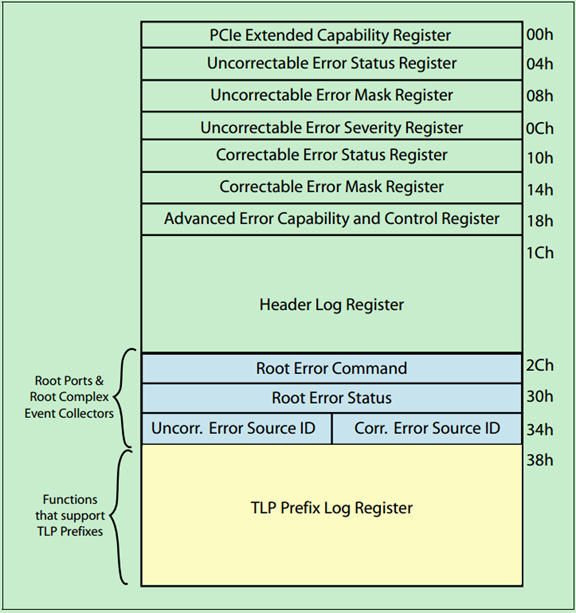 PCIe Extended Capability Register 00h
Uncorrectable Error Status Register 04h
Uncorrectable Error Mask Register 08h
Uncorrectable Error Severity Register 0Ch
Correctable Error Status Register 10h
Correctable Error Mask Register 14h
Advanced Error Capability and Control Register 18h
1Ch
Header Log Register
Root Ports &
Root Complex
Event Collectors
Root Error Command 2Ch
Root Error Status 30h
Uncorr. Error Source ID Corr. Error Source ID 34h
38h
Functions
that support
TLP Prefixes
TLP Prefix Log Register